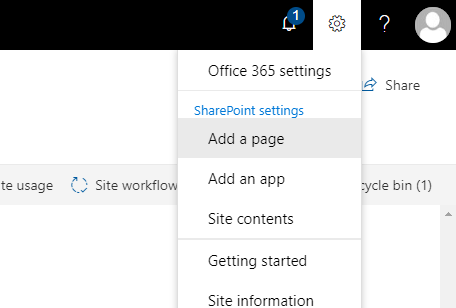 1
?
Office 365 settings
Share
SharePoint settings
Add a page
te usage
Site workflow
Add an app
cycle bin (1)
Site contents
Getting started
Site information